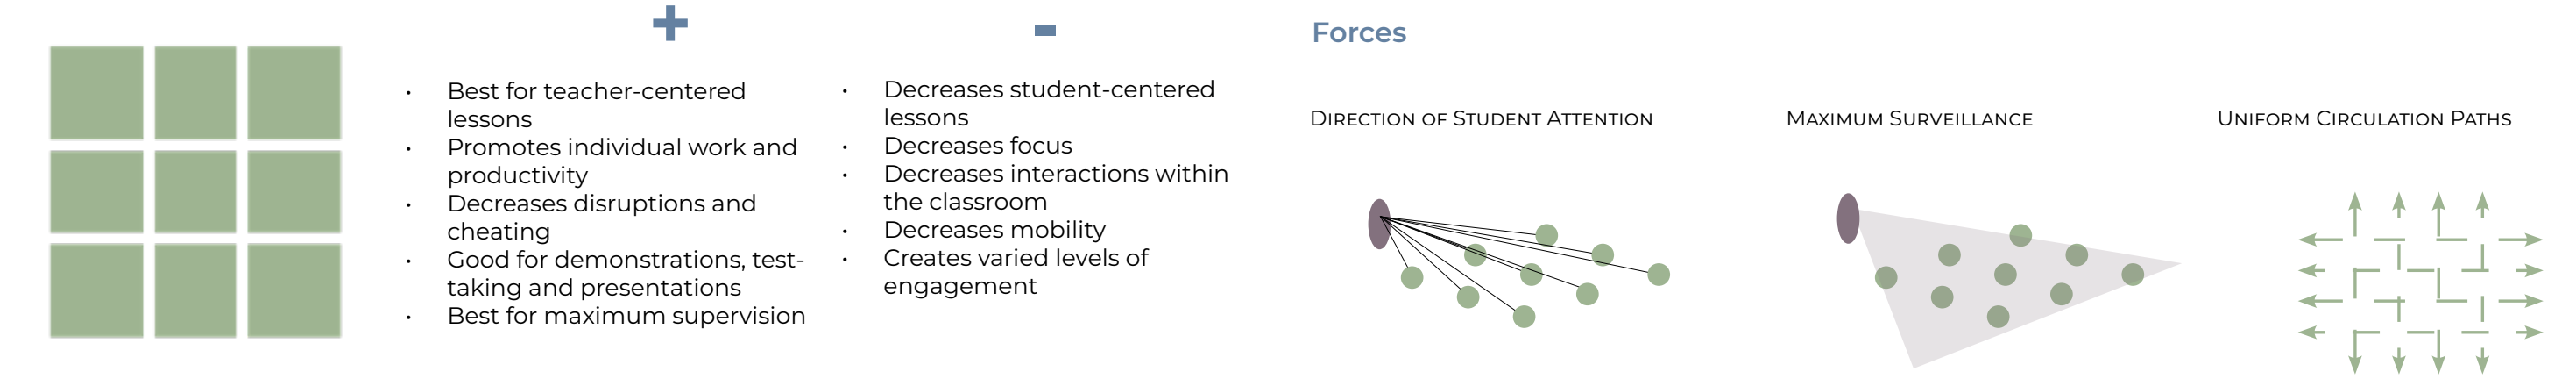 +
• Best for teacher-centered
lessons
• Promotes individual work and
productivity
• Decreases disruptions and
cheating
• Good for demonstrations, test-
taking and presentations
• Best for maximum supervision
-
• Decreases student-centered
lessons
• Decreases focus
• Decreases interactions within
the classroom
• Decreases mobility
• Creates varied levels of
engagement
Forces
Direction of Student Attention
Maximum Surveillance
Uniform Circulation Paths